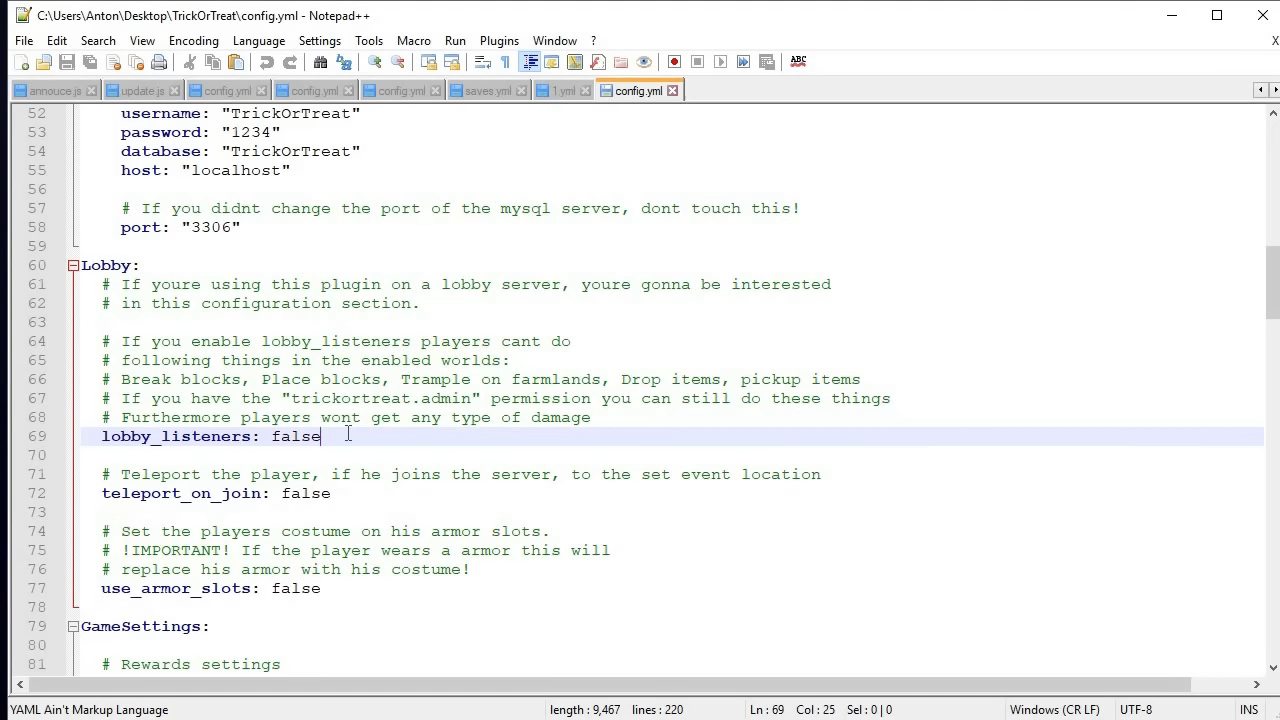 C:\Users\Anton\Desktop\TrickOrTreat\config.yml - Notepad++
File Edit Search View Encoding Language Settings Tools Macro Run Plugins Window ? X
ABC
annouce.js update.js config.yml config.yml config.yml saves.yml 1.yml config.yml
52 username: "TrickOrTreat"
53 password: "1234"
54 database: "TrickOrTreat"
55 host: "localhost"
56
57 # If you didnt change the port of the mysql server, dont touch this!
58 port: "3306"
59
60 Lobby:
61 # If youre using this plugin on a lobby server, youre gonna be interested
62 # in this configuration section.
63
64 # If you enable lobby_listeners players cant do
65 # following things in the enabled worlds:
66 # Break blocks, Place blocks, Trample on farmlands, Drop items, pickup items
67 # If you have the "trickortreat.admin" permission you can still do these things
68 # Furthermore players wont get any type of damage
69 lobby_listeners: false
70
71 # Teleport the player, if he joins the server, to the set event location
72 teleport_on_join: false
73
74 # Set the players costume on his armor slots.
75 # !IMPORTANT! If the player wears a armor this will
76 # replace his armor with his costume!
77 use_armor_slots: false
78
79 GameSettings:
80
81 # Rewards settings
YAML Ain't Markup Language length : 9,467 lines : 220 Ln : 69 Col : 25 Sel : 0 | 0 Windows (CR LF) UTF-8 INS